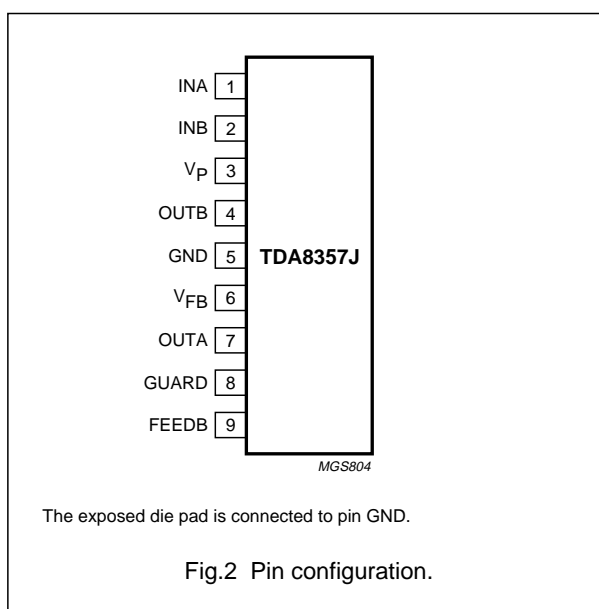 INA 1
INB 2
VP 3
OUTB 4
GND 5
TDA8357J
VFB 6
OUTA 7
GUARD 8
FEEDB 9
MGS804
The exposed die pad is connected to pin GND.
Fig.2 Pin configuration.